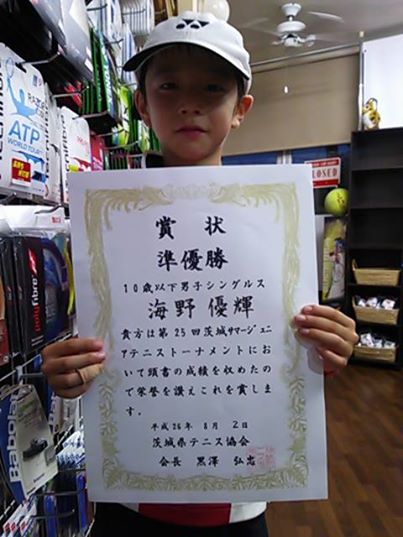 賞状
準優勝
10歳以下男子シングルス
海野優輝
貴方は第25回茨城サマージュニ
アテニストーナメントにお
いて頭書の成績を収めたの
で栄誉を讃えこれを賞しま
す。
平成26年 8月 2日
茨城県テニス協会
会長 黒澤 弘忠
ATP
WORLD TOUR
CLOSED
polyfibre